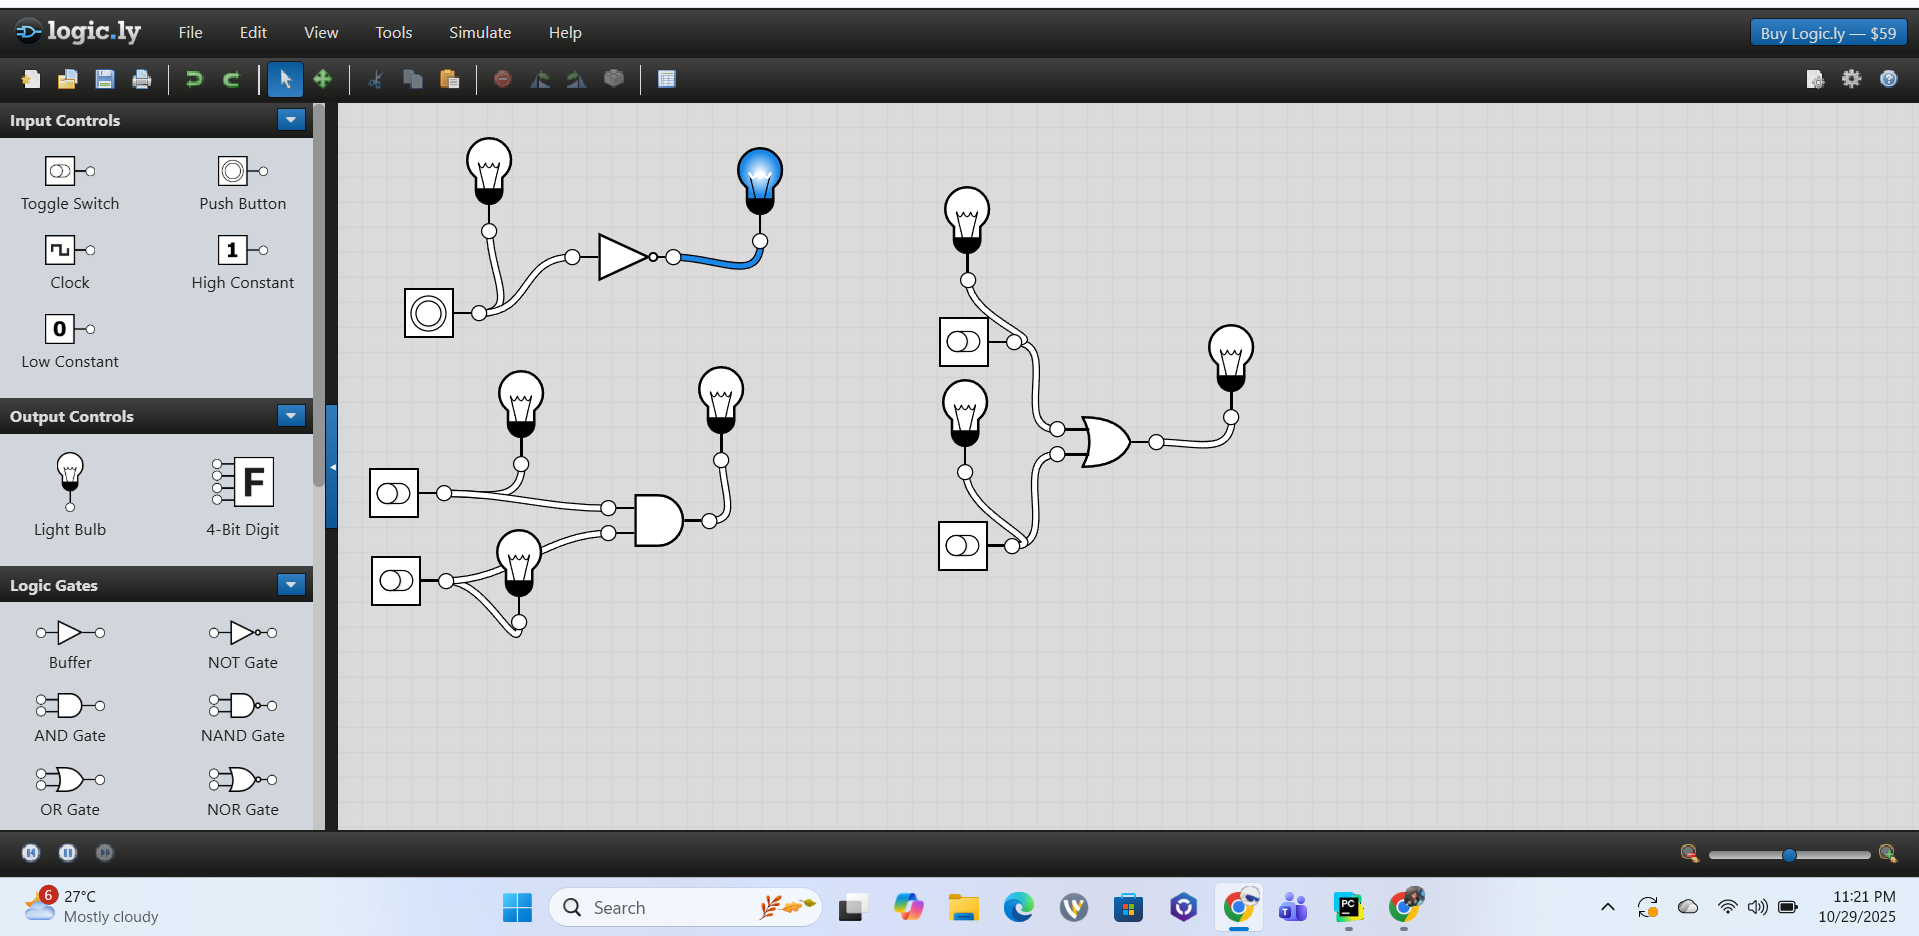 logic.ly File Edit View Tools Simulate Help Buy Logic.ly — $59
Input Controls
Toggle Switch Push Button
1
Clock High Constant
0
Low Constant
Output Controls
F
Light Bulb 4-Bit Digit
Logic Gates
Buffer NOT Gate
AND Gate NAND Gate
OR Gate NOR Gate
6 27°C
Mostly cloudy
Search
PC
T
11:21 PM
10/29/2025